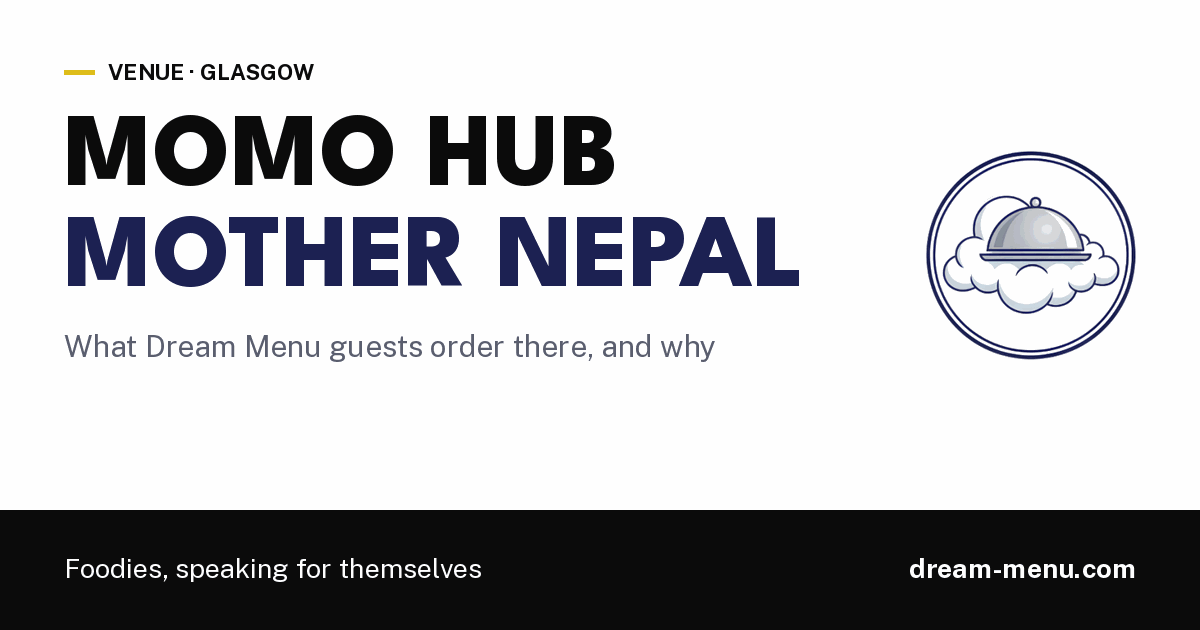 VENUE · GLASGOW
MOMO HUB
MOTHER NEPAL
What Dream Menu guests order there, and why
Foodies, speaking for themselves
dream-menu.com